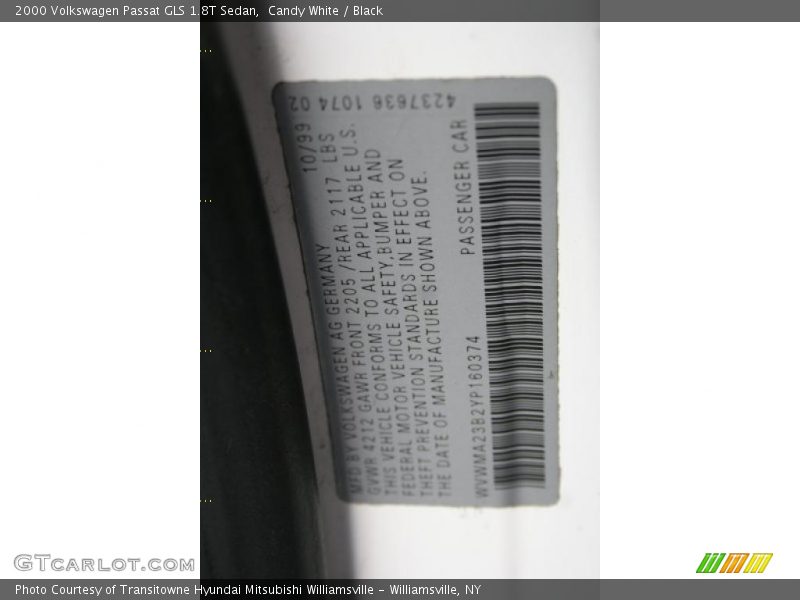 2000 Volkswagen Passat GLS 1.8T Sedan,  Candy White / Black
4237636 1074 02
MFD BY VOLKSWAGEN AG GERMANY 10/99
GVWR 4212 GAWR FRONT 2205 /REAR 2117 LBS
THIS VEHICLE CONFORMS TO ALL APPLICABLE U.S.
FEDERAL MOTOR VEHICLE SAFETY,BUMPER AND
THEFT PREVENTION STANDARDS IN EFFECT ON
THE DATE OF MANUFACTURE SHOWN ABOVE.
WVWMA23B2YP160374 PASSENGER CAR
GTCARLOT.COM
Photo Courtesy of Transitowne Hyundai Mitsubishi Williamsville - Williamsville, NY